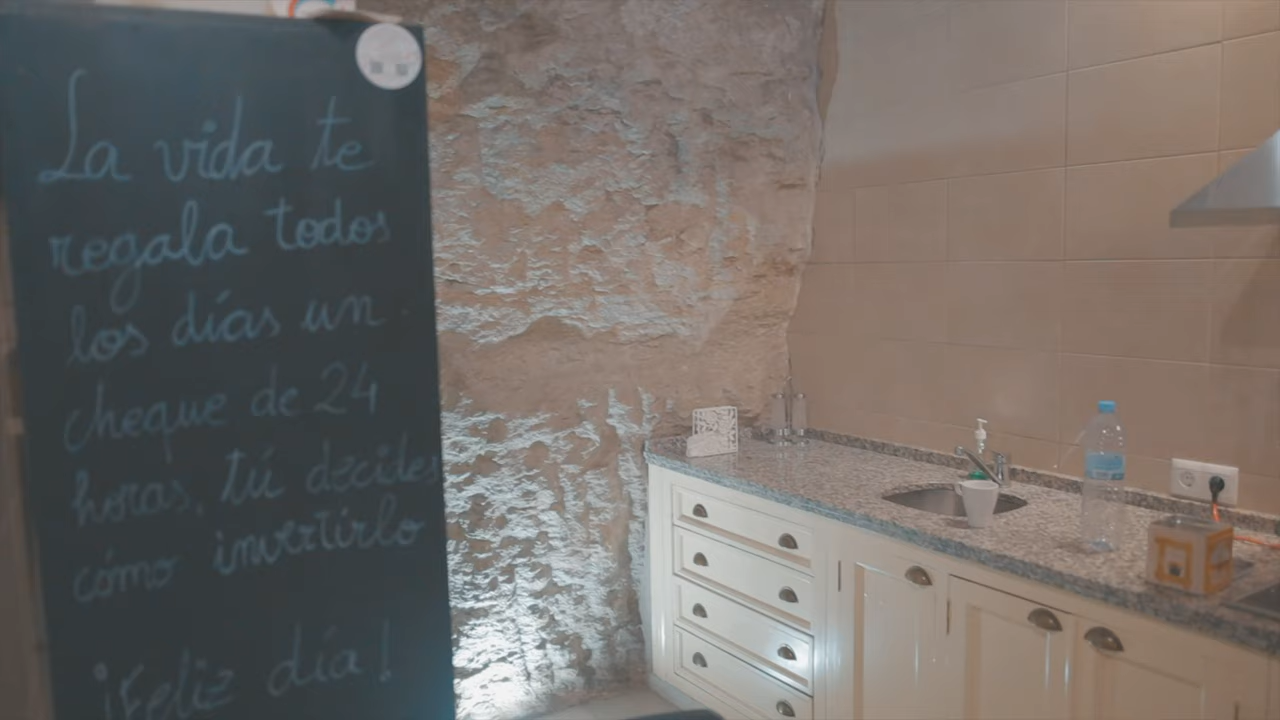 La vida te
regala todos
los días un
cheque de 24
horas, tú decides
cómo invertirlo
¡Feliz día!